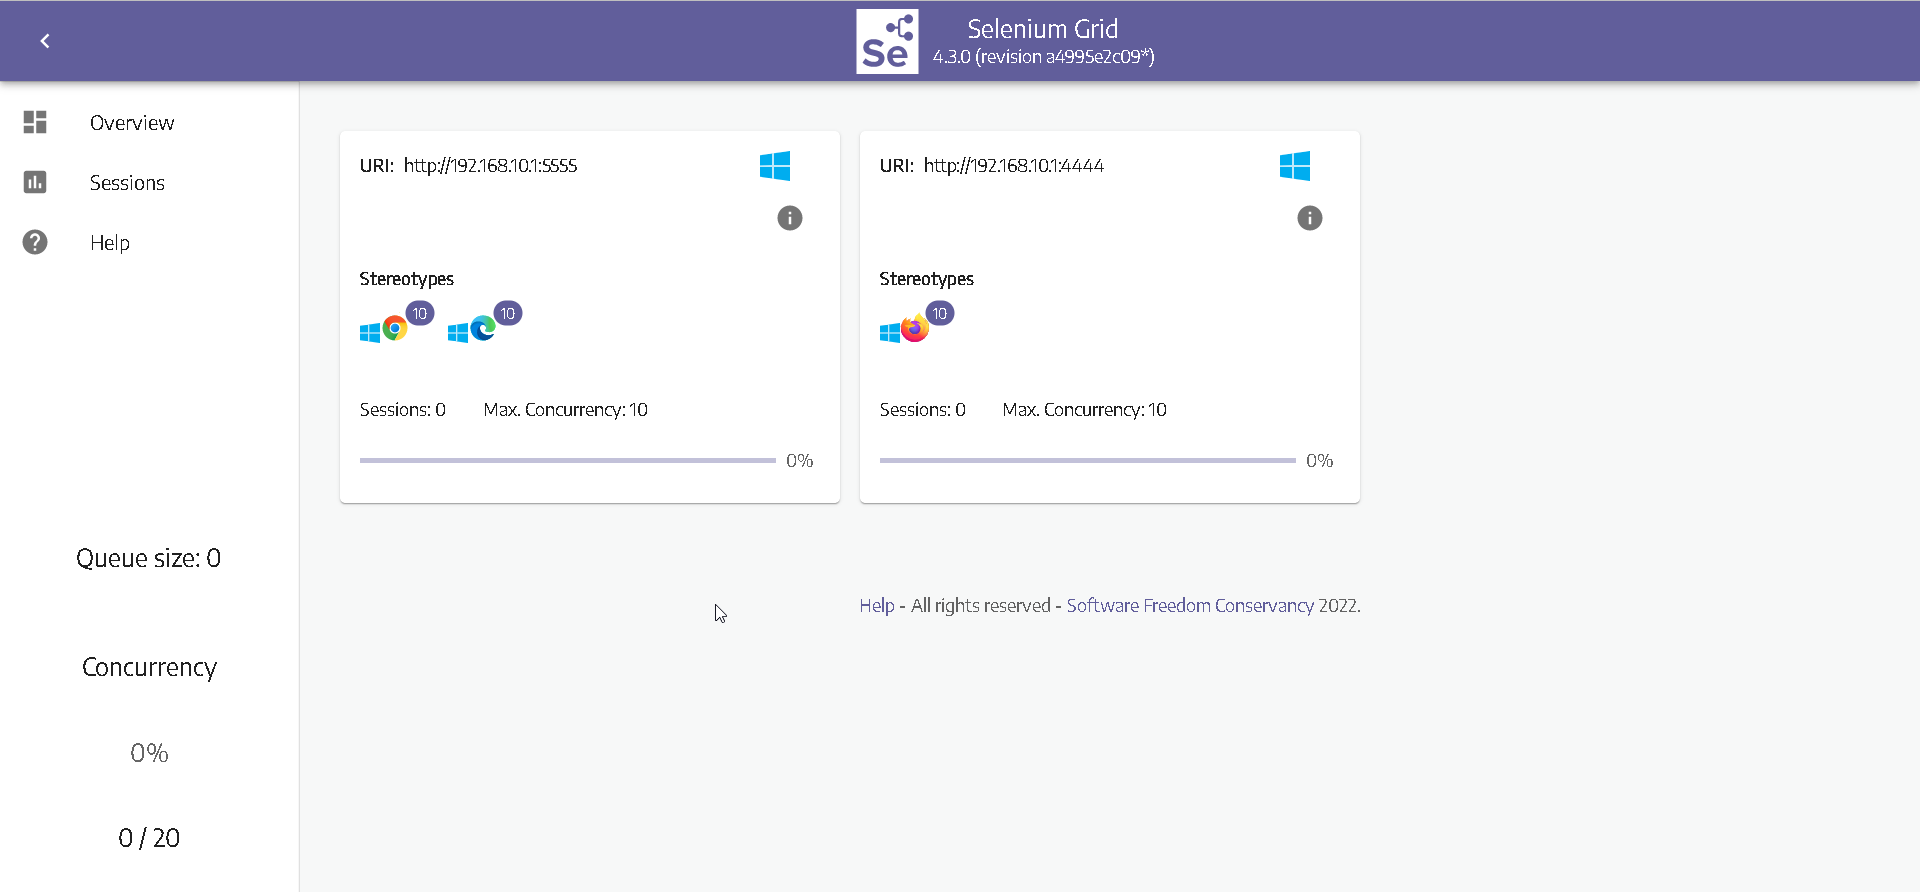 Se
Selenium Grid
4.3.0 (revision a4995e2c09*)
Overview
Sessions
Help
URI: http://192.168.10.1:5555
Stereotypes
10 10
Sessions: 0 Max. Concurrency: 10
0%
URI: http://192.168.10.1:4444
Stereotypes
10
Sessions: 0 Max. Concurrency: 10
0%
Queue size: 0
Concurrency
0%
0 / 20
Help - All rights reserved - Software Freedom Conservancy 2022.